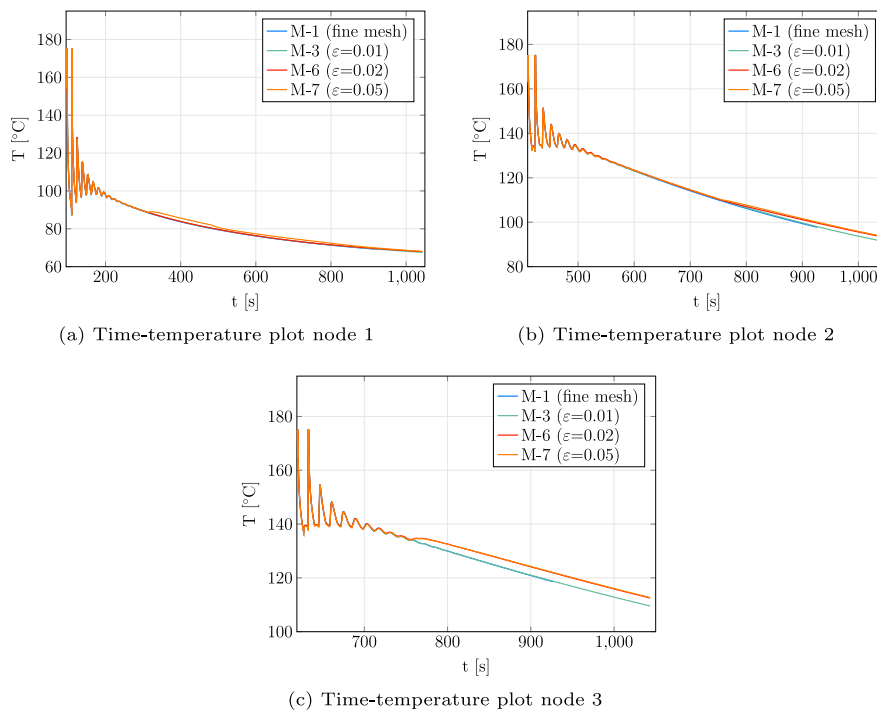 M-1 (fine mesh)
M-3 (ε=0.01)
M-6 (ε=0.02)
M-7 (ε=0.05)
180
160
140
120
100
80
60
T [°C]
200
400
600
800
1,000
t [s]
(a) Time-temperature plot node 1
M-1 (fine mesh)
M-3 (ε=0.01)
M-6 (ε=0.02)
M-7 (ε=0.05)
180
160
140
120
100
80
T [°C]
500
600
700
800
900
1,000
t [s]
(b) Time-temperature plot node 2
M-1 (fine mesh)
M-3 (ε=0.01)
M-6 (ε=0.02)
M-7 (ε=0.05)
180
160
140
120
100
T [°C]
700
800
900
1,000
t [s]
(c) Time-temperature plot node 3